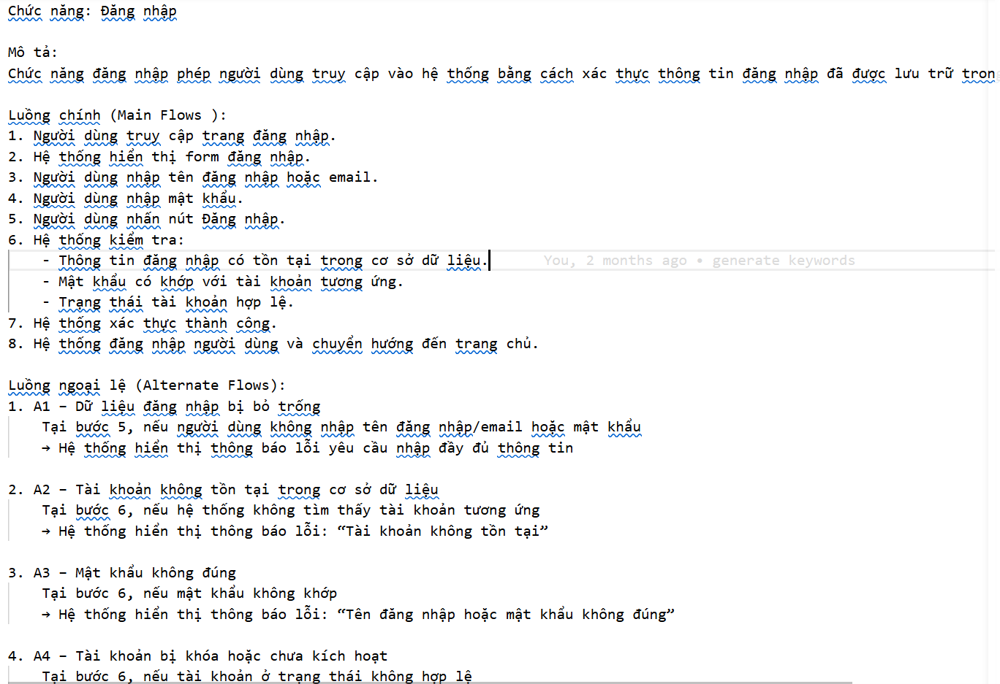 Chức năng: Đăng nhập
Mô tả:
Chức năng đăng nhập phép người dùng truy cập vào hệ thống bằng cách xác thực thông tin đăng nhập đã được lưu trữ tron
Luồng chính (Main Flows ):
1. Người dùng truy cập trang đăng nhập.
2. Hệ thống hiển thị form đăng nhập.
3. Người dùng nhập tên đăng nhập hoặc email.
4. Người dùng nhập mật khẩu.
5. Người dùng nhấn nút Đăng nhập.
6. Hệ thống kiểm tra:
- Thông tin đăng nhập có tồn tại trong cơ sở dữ liệu. You, 2 months ago • generate keywords
- Mật khẩu có khớp với tài khoản tương ứng.
- Trạng thái tài khoản hợp lệ.
7. Hệ thống xác thực thành công.
8. Hệ thống đăng nhập người dùng và chuyển hướng đến trang chủ.
Luồng ngoại lệ (Alternate Flows):
1. A1 – Dữ liệu đăng nhập bị bỏ trống
Tại bước 5, nếu người dùng không nhập tên đăng nhập/email hoặc mật khẩu
→ Hệ thống hiển thị thông báo lỗi yêu cầu nhập đầy đủ thông tin
2. A2 – Tài khoản không tồn tại trong cơ sở dữ liệu
Tại bước 6, nếu hệ thống không tìm thấy tài khoản tương ứng
→ Hệ thống hiển thị thông báo lỗi: “Tài khoản không tồn tại”
3. A3 – Mật khẩu không đúng
Tại bước 6, nếu mật khẩu không khớp
→ Hệ thống hiển thị thông báo lỗi: “Tên đăng nhập hoặc mật khẩu không đúng”
4. A4 – Tài khoản bị khóa hoặc chưa kích hoạt
Tại bước 6, nếu tài khoản ở trạng thái không hợp lệ